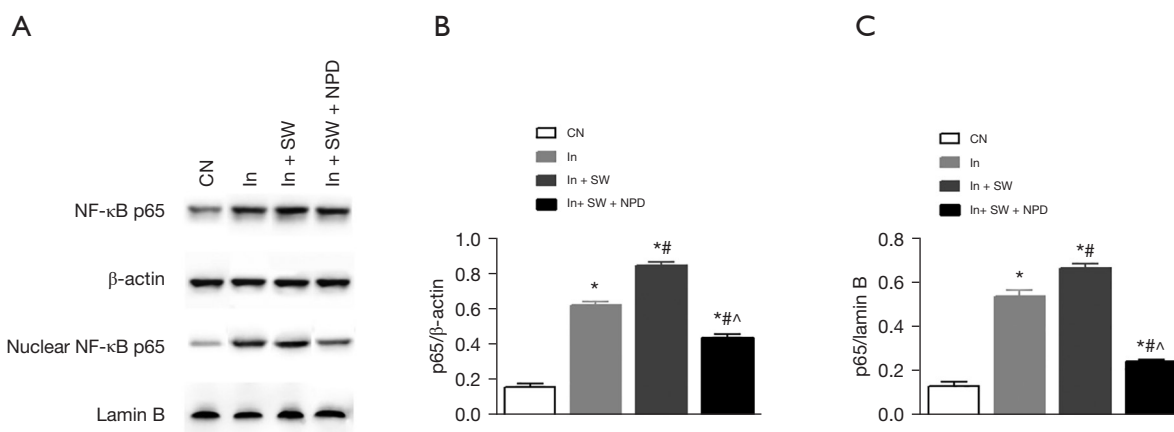 A
CN
In
In + SW
In + SW + NPD
NF-κB p65
β-actin
Nuclear NF-κB p65
Lamin B
B
CN
In
In + SW
In+ SW + NPD
p65/β-actin
1.0
0.8
0.6
0.4
0.2
0.0
*
*#
*#^
C
CN
In
In + SW
In+ SW + NPD
p65/lamin B
0.8
0.6
0.4
0.2
0.0
*
*#
*#^